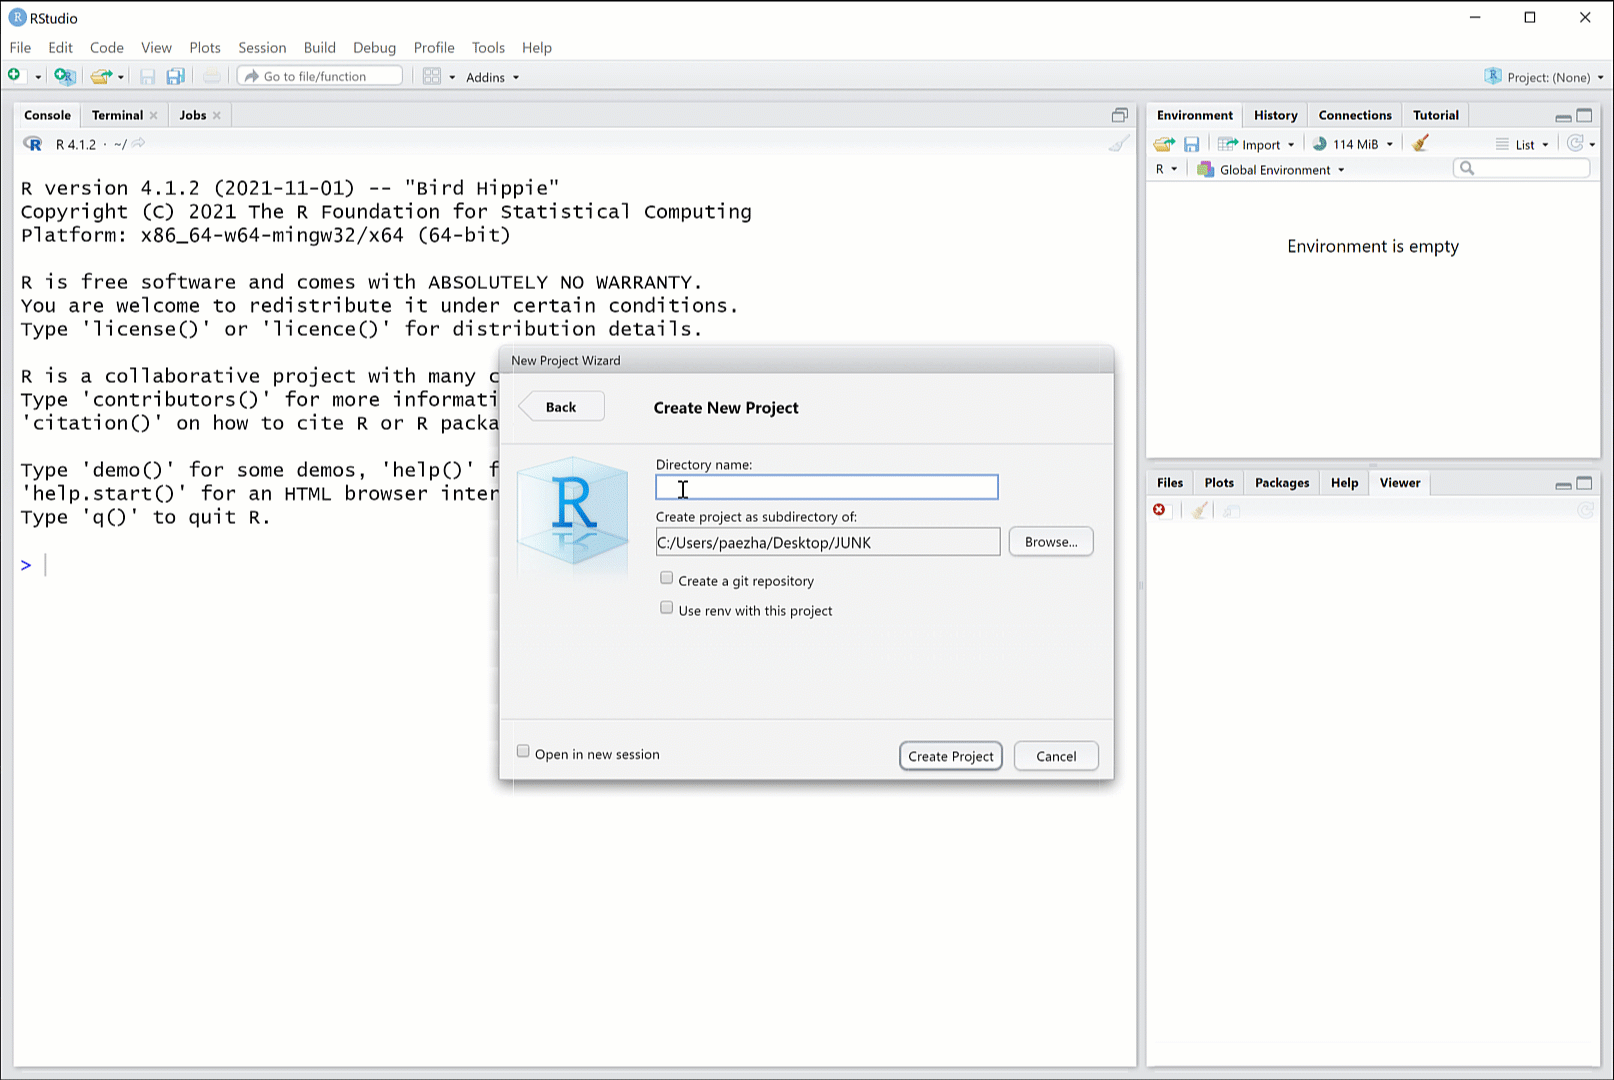 RStudio
File Edit Code View Plots Session Build Debug Profile Tools Help
Go to file/function Addins Project: (None)
Console Terminal Jobs
R 4.1.2 · ~/
R version 4.1.2 (2021-11-01) -- "Bird Hippie"
Copyright (C) 2021 The R Foundation for Statistical Computing
Platform: x86_64-w64-mingw32/x64 (64-bit)
R is free software and comes with ABSOLUTELY NO WARRANTY.
You are welcome to redistribute it under certain conditions.
Type 'license()' or 'licence()' for distribution details.
R is a collaborative project with many c
Type 'contributors()' for more informati
'citation()' on how to cite R or R packa
Type 'demo()' for some demos, 'help()' f
'help.start()' for an HTML browser inter
Type 'q()' to quit R.
>
New Project Wizard
Back
Create New Project
R
Directory name:
Create project as subdirectory of:
C:/Users/paezha/Desktop/JUNK
Browse...
Create a git repository
Use renv with this project
Open in new session
Create Project
Cancel
Environment History Connections Tutorial
Import 114 MiB List
R Global Environment
Environment is empty
Files Plots Packages Help Viewer